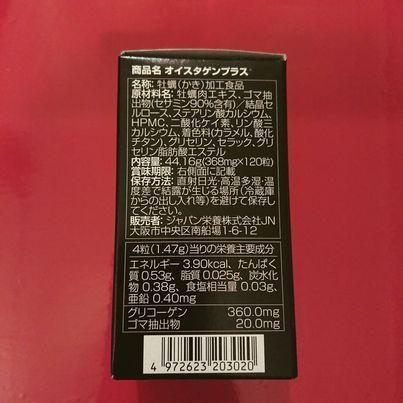 商品名 オイスタゲンプラス
名称: 牡蠣(かき)加工食品
原材料名: 牡蠣肉エキス、ゴマ抽
出物(セサミン90%含有)/結晶セ
ルロース、ステアリン酸カルシウム、
HPMC、二酸化ケイ素、リン酸三
カルシウム、着色料(カラメル、酸化
チタン)、グリセリン、セラック、グリ
セリン脂肪酸エステル
内容量: 44.16g(368mg×120粒)
賞味期限: 右側面に記載
保存方法: 直射日光・高温多湿・温
度差で結露が生じる場所(冷蔵庫
からの出し入れ等)を避けて保存し
てください。
販売者: ジャパン栄養株式会社JN
大阪市中央区南船場1-6-12
4粒(1.47g)当りの栄養主要成分
エネルギー3.90kcal、たんぱく
質0.53g、脂質0.025g、炭水化
物0.38g、食塩相当量0.03g、
亜鉛0.40mg
グリコーゲン 360.0mg
ゴマ抽出物 20.0mg
4 972623 203020